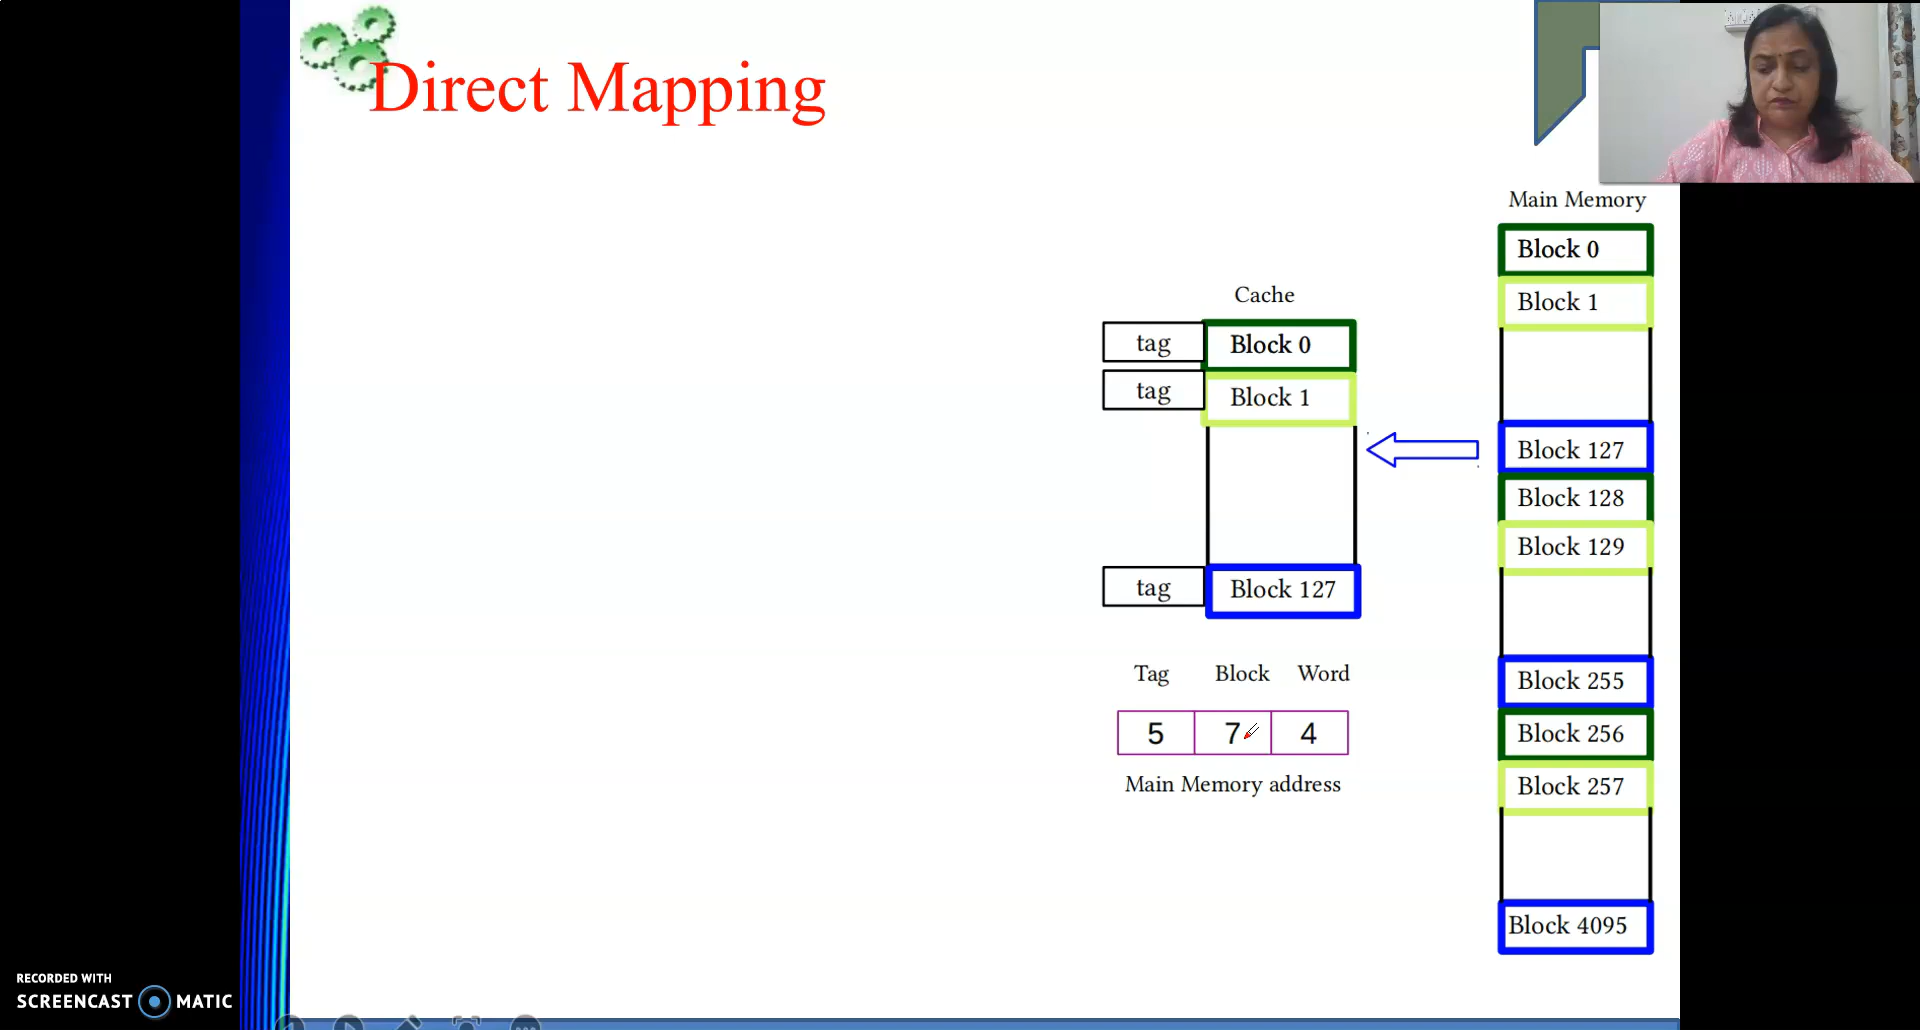 Direct Mapping
Main Memory
Block 0
Block 1
Block 127
Block 128
Block 129
Block 255
Block 256
Block 257
Block 4095
Cache
tag Block 0
tag Block 1
tag Block 127
Tag Block Word
5 7 4
Main Memory address
RECORDED WITH
SCREENCAST MATIC